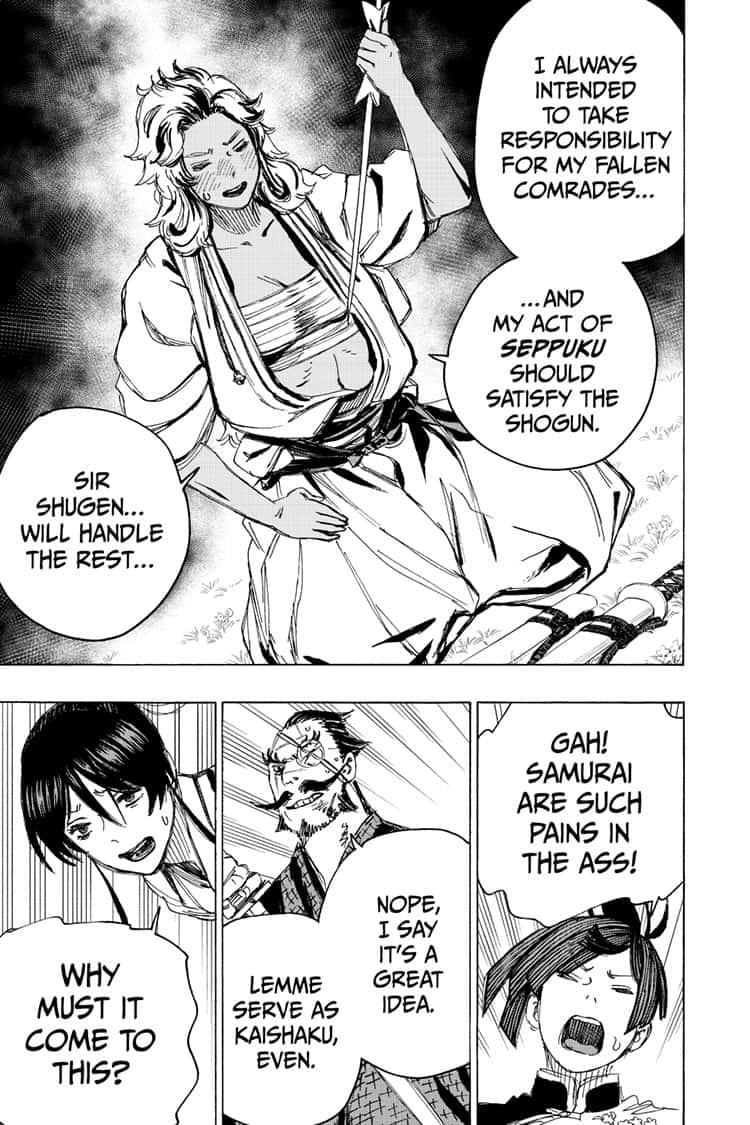 I ALWAYS
INTENDED
TO TAKE
RESPONSIBILITY
FOR MY FALLEN
COMRADES...
...AND
MY ACT OF
SEPPUKU
SHOULD
SATISFY THE
SHOGUN.
SIR
SHUGEN...
WILL HANDLE
THE REST...
GAH!
SAMURAI
ARE SUCH
PAINS IN
THE ASS!
NOPE,
I SAY
IT'S A
GREAT
IDEA.
LEMME
SERVE AS
KAISHAKU,
EVEN.
WHY
MUST IT
COME TO
THIS?